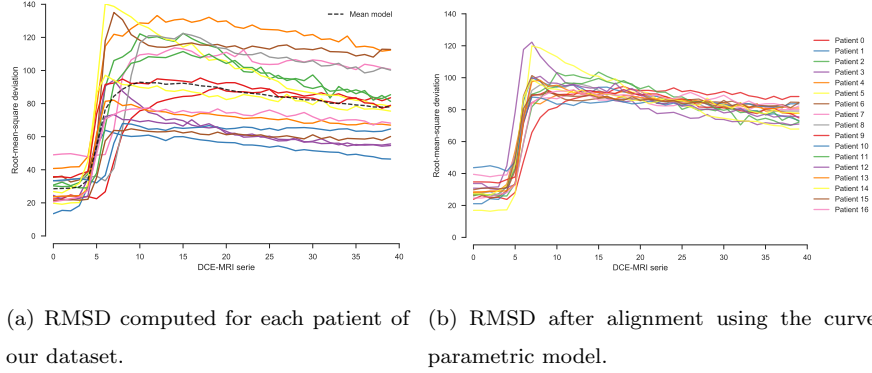 140
120
100
80
60
40
20
0
Root-mean-square deviation
0 5 10 15 20 25 30 35 40
DCE-MRI serie
Mean model
140
120
100
80
60
40
20
0
Root-mean-square deviation
0 5 10 15 20 25 30 35 40
DCE-MRI serie
Patient 0
Patient 1
Patient 2
Patient 3
Patient 4
Patient 5
Patient 6
Patient 7
Patient 8
Patient 9
Patient 10
Patient 11
Patient 12
Patient 13
Patient 14
Patient 15
Patient 16
(a) RMSD computed for each patient of
our dataset.
(b) RMSD after alignment using the curve
parametric model.